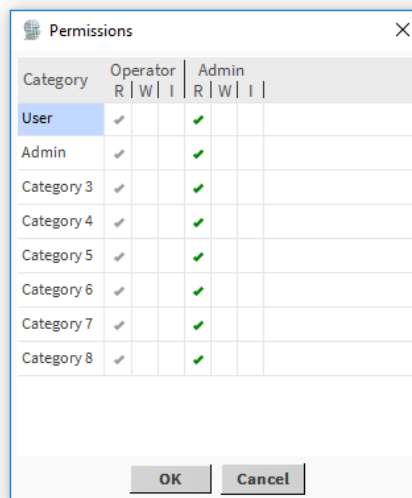 Permissions
Category Operator Admin
R W I R W I
User
Admin
Category 3
Category 4
Category 5
Category 6
Category 7
Category 8
OK Cancel